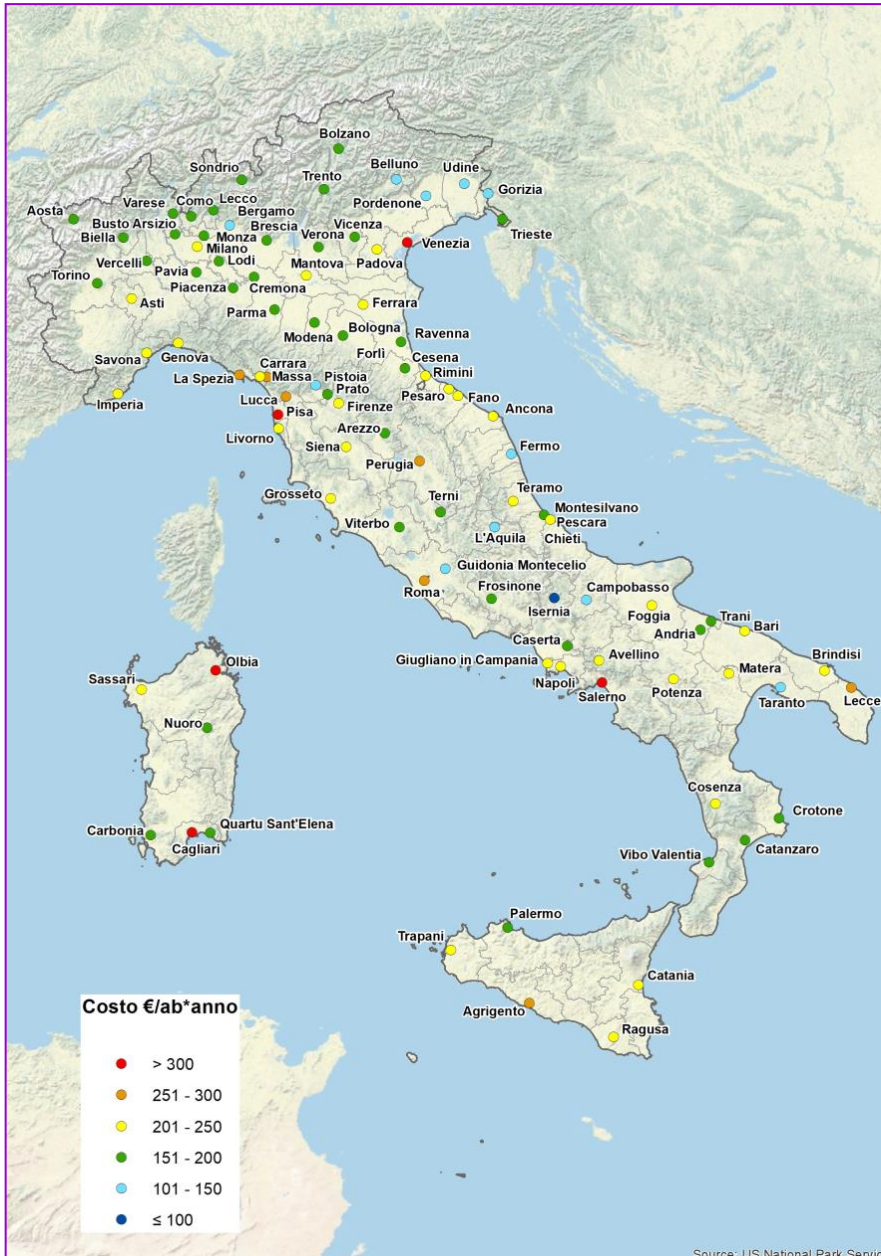 Bolzano
Belluno
Udine
Sondrio
Trento
Pordenone
Gorizia
Aosta
Varese
Como
Lecco
Bergamo
Busto Arsizio
Brescia
Verona
Vicenza
Trieste
Biella
Monza
Milano
Venezia
Vercelli
Lodi
Mantova
Padova
Torino
Pavia
Piacenza
Cremona
Asti
Ferrara
Parma
Modena
Bologna
Ravenna
Savona
Genova
Forlì
Cesena
Carrara
La Spezia
Massa
Pistoia
Rimini
Prato
Imperia
Lucca
Firenze
Pesaro
Fano
Pisa
Ancona
Livorno
Arezzo
Siena
Fermo
Perugia
Grosseto
Terni
Teramo
Montesilvano
Viterbo
Pescara
L'Aquila
Chieti
Guidonia Montecelio
Roma
Frosinone
Campobasso
Isernia
Foggia
Trani
Andria
Bari
Caserta
Olbia
Giugliano in Campania
Avellino
Brindisi
Sassari
Napoli
Matera
Salerno
Potenza
Taranto
Lecce
Nuoro
Cosenza
Crotone
Carbonia
Quartu Sant'Elena
Cagliari
Catanzaro
Vibo Valentia
Palermo
Trapani
Catania
Agrigento
Ragusa
Costo €/ab*anno
> 300
251 - 300
201 - 250
151 - 200
101 - 150
≤ 100
Source: US National Park Servic